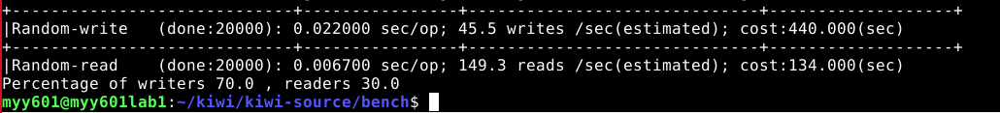 +-----------------------------+----------------+------------------------------+-------------------+
|Random-write   (done:20000): 0.022000 sec/op; 45.5 writes /sec(estimated); cost:440.000(sec)
+-----------------------------+----------------+------------------------------+-------------------+
|Random-read    (done:20000): 0.006700 sec/op; 149.3 reads /sec(estimated); cost:134.000(sec)
Percentage of writers 70.0 , readers 30.0
myy601@myy601lab1:~/kiwi/kiwi-source/bench$